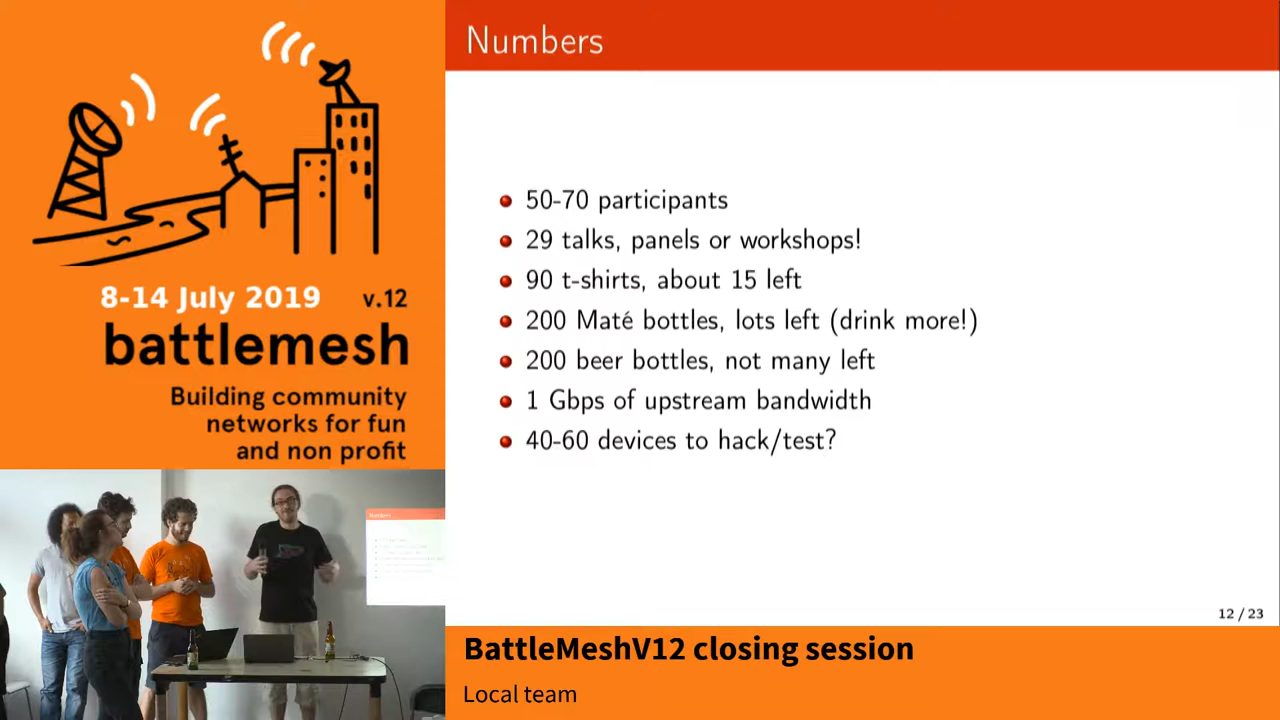 8-14 July 2019 v.12
battlemesh
Building community
networks for fun
and non profit
Numbers
50-70 participants
29 talks, panels or workshops!
90 t-shirts, about 15 left
200 Maté bottles, lots left (drink more!)
200 beer bottles, not many left
1 Gbps of upstream bandwidth
40-60 devices to hack/test?
12 / 23
Numbers
BattleMeshV12 closing session
Local team